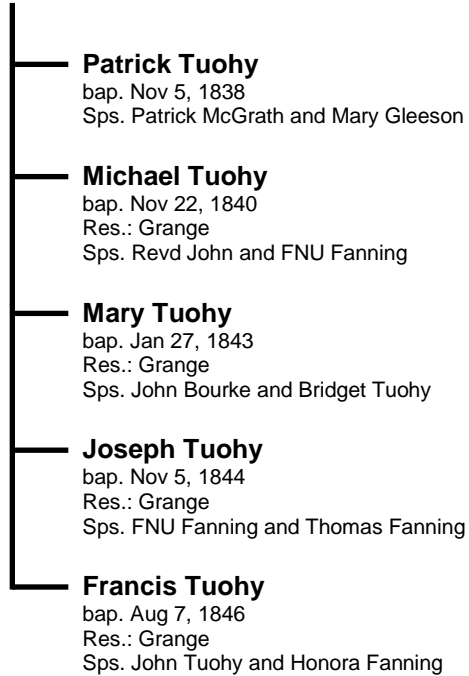 Patrick Tuohy
bap. Nov 5, 1838
Sps. Patrick McGrath and Mary Gleeson
Michael Tuohy
bap. Nov 22, 1840
Res.: Grange
Sps. Revd John and FNU Fanning
Mary Tuohy
bap. Jan 27, 1843
Res.: Grange
Sps. John Bourke and Bridget Tuohy
Joseph Tuohy
bap. Nov 5, 1844
Res.: Grange
Sps. FNU Fanning and Thomas Fanning
Francis Tuohy
bap. Aug 7, 1846
Res.: Grange
Sps. John Tuohy and Honora Fanning